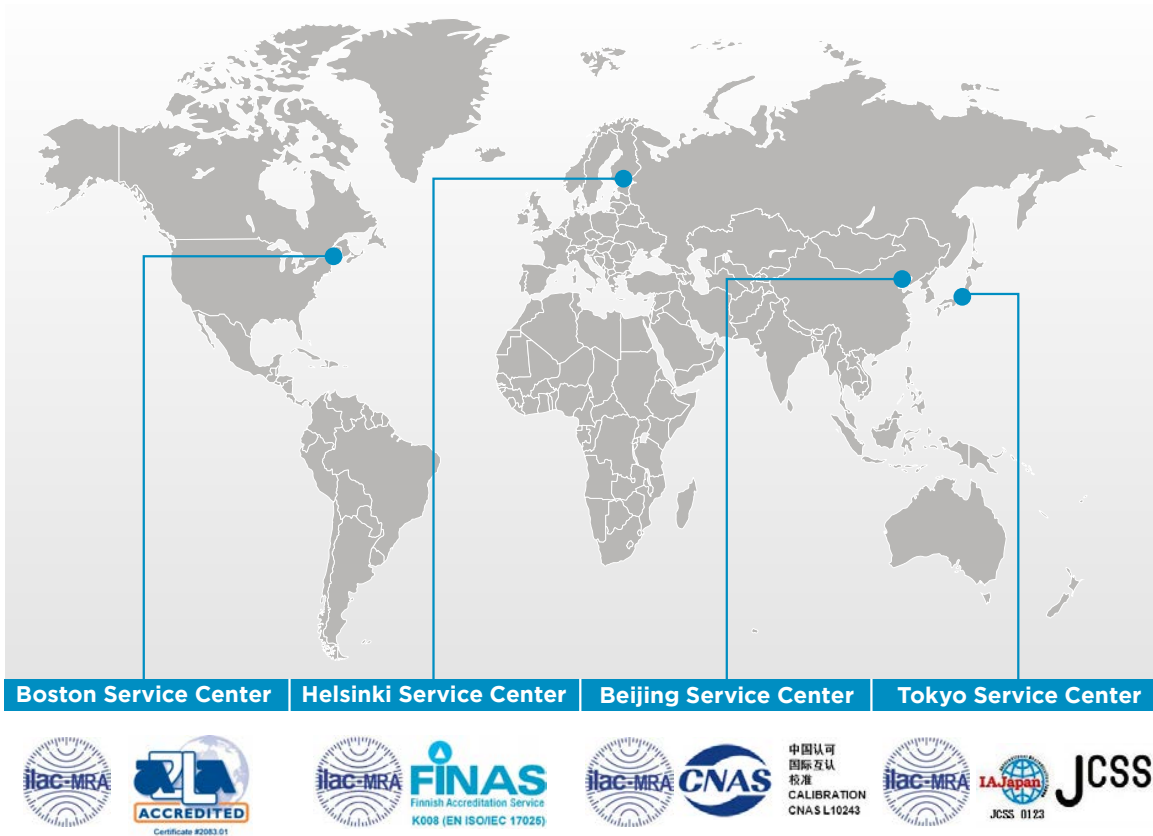 Boston Service Center
Helsinki Service Center
Beijing Service Center
Tokyo Service Center
ilac-MRA
A2LA
ACCREDITED
Certificate #2083.01
ilac-MRA
FINAS
Finnish Accreditation Service
K008 (EN ISO/IEC 17025)
ilac-MRA
CNAS
中国认可
国际互认
校准
CALIBRATION
CNAS L10243
ilac-MRA
IAJapan
JCSS 0123
JCSS